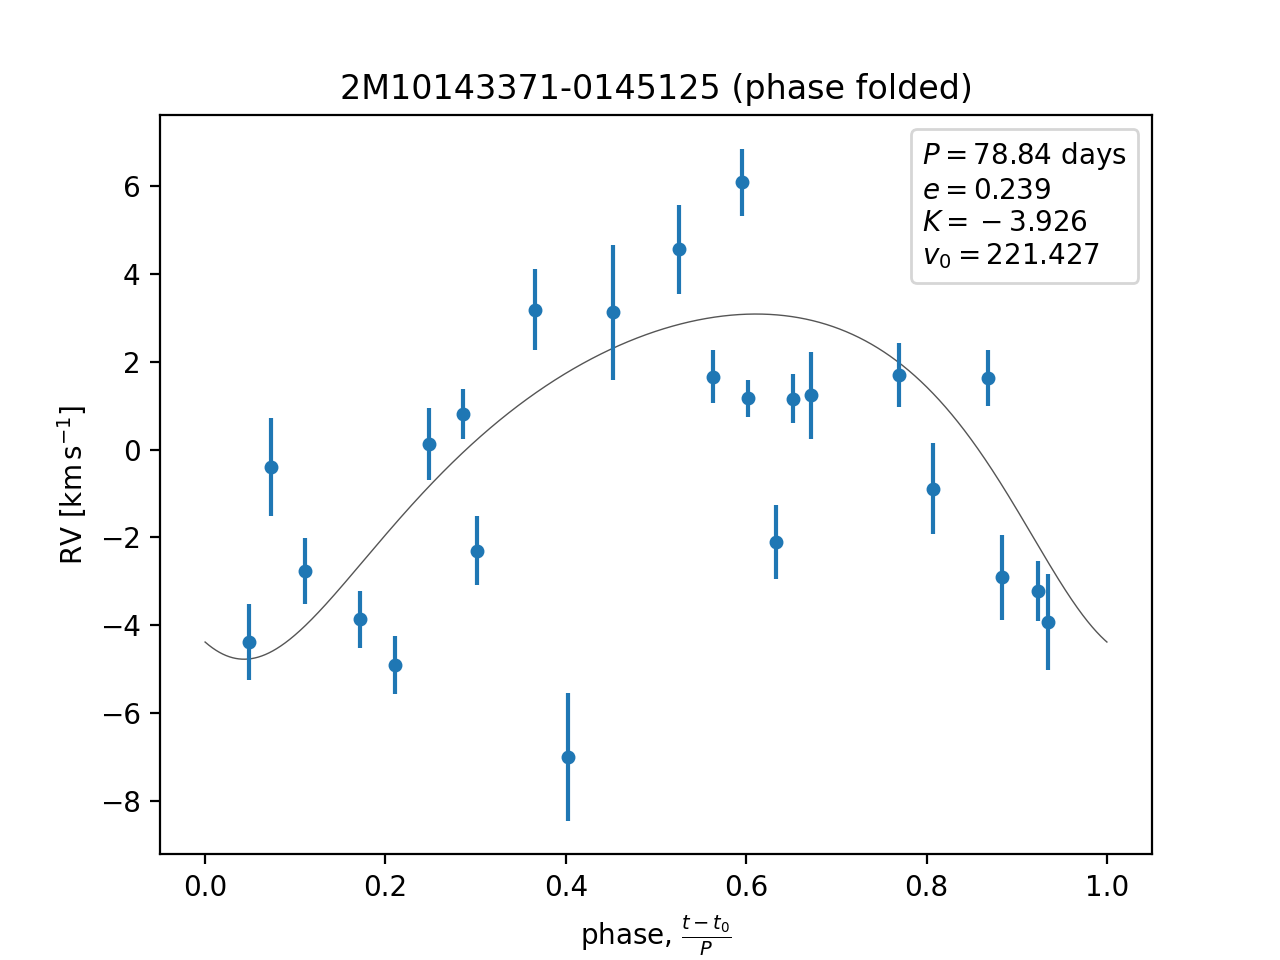 2M10143371-0145125 (phase folded)
P = 78.84 days
e = 0.239
K = −3.926
v₀ = 221.427
6
4
2
0
−2
−4
−6
−8
RV [km s⁻¹]
0.0 0.2 0.4 0.6 0.8 1.0
phase, (t − t₀)/P